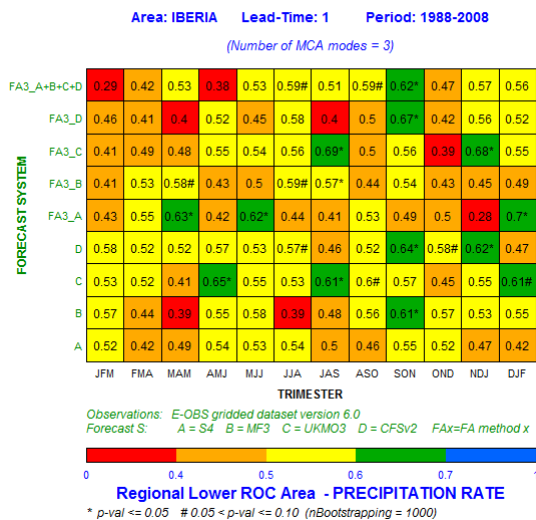 Area: IBERIA Lead-Time: 1 Period: 1988-2008
(Number of MCA modes = 3)
FORECAST SYSTEM
FA3_A+B+C+D 0.29 0.42 0.53 0.38 0.53 0.59# 0.51 0.59# 0.62* 0.47 0.57 0.56
FA3_D 0.46 0.41 0.4 0.52 0.45 0.58 0.4 0.5 0.67* 0.42 0.56 0.52
FA3_C 0.41 0.49 0.48 0.55 0.54 0.56 0.69* 0.5 0.56 0.39 0.68* 0.55
FA3_B 0.41 0.53 0.58# 0.43 0.5 0.59# 0.57* 0.44 0.54 0.43 0.45 0.49
FA3_A 0.43 0.55 0.63* 0.42 0.62* 0.44 0.41 0.53 0.49 0.5 0.28 0.7*
D 0.58 0.52 0.52 0.57 0.53 0.57# 0.46 0.52 0.64* 0.58# 0.62* 0.47
C 0.53 0.52 0.41 0.65* 0.55 0.53 0.61* 0.6# 0.57 0.45 0.55 0.61#
B 0.57 0.44 0.39 0.55 0.58 0.39 0.48 0.56 0.61* 0.57 0.53 0.55
A 0.52 0.42 0.49 0.54 0.53 0.54 0.5 0.46 0.55 0.52 0.47 0.42
JFM FMA MAM AMJ MJJ JJA JAS ASO SON OND NDJ DJF
TRIMESTER
Observations: E-OBS gridded dataset version 6.0
Forecast S: A = S4 B = MF3 C = UKMO3 D = CFSv2 FAx=FA method x
0 0.4 0.5 0.6 0.7 1
Regional Lower ROC Area - PRECIPITATION RATE
* p-val <= 0.05 # 0.05 < p-val <= 0.10 (nBootstrapping = 1000)